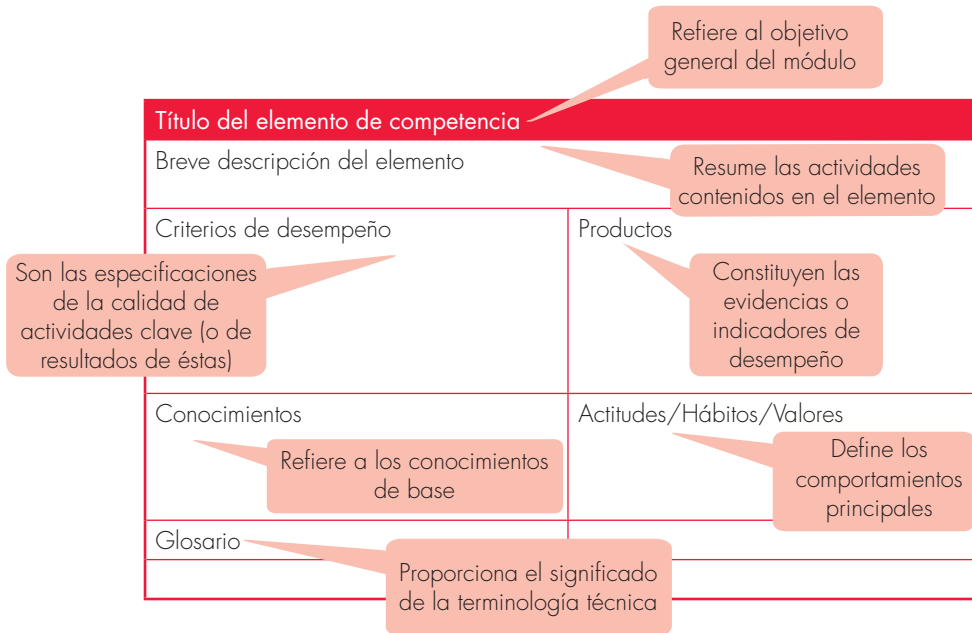 Refiere al objetivo
general del módulo
Título del elemento de competencia
Breve descripción del elemento
Resume las actividades
contenidos en el elemento
Criterios de desempeño
Son las especificaciones
de la calidad de
actividades clave (o de
resultados de éstas)
Productos
Constituyen las
evidencias o
indicadores de
desempeño
Conocimientos
Refiere a los conocimientos
de base
Actitudes/Hábitos/Valores
Define los
comportamientos
principales
Glosario
Proporciona el significado
de la terminología técnica